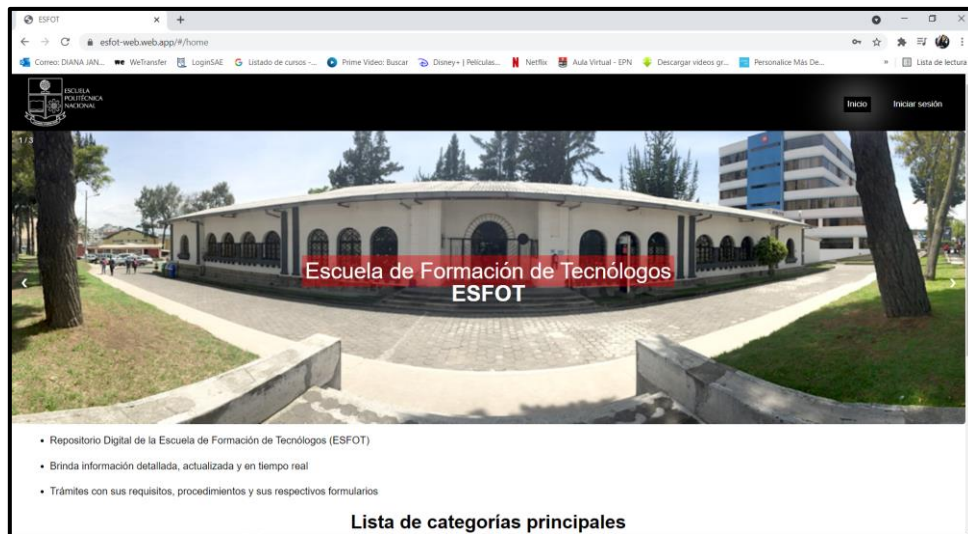 ESFOT
esfot-web.web.app/#/home
Correo: DIANA JAN...
WeTransfer
LoginSAE
Listado de cursos -...
Prime Video: Buscar
Disney+ | Películas...
Netflix
Aula Virtual - EPN
Descargar videos gr...
Personalice Más De...
»
Lista de lectura
ESCUELA
POLITÉCNICA
NACIONAL
Inicio
Iniciar sesión
1 / 3
Escuela de Formación de Tecnólogos
ESFOT
• Repositorio Digital de la Escuela de Formación de Tecnólogos (ESFOT)
• Brinda información detallada, actualizada y en tiempo real
• Trámites con sus requisitos, procedimientos y sus respectivos formularios
Lista de categorías principales